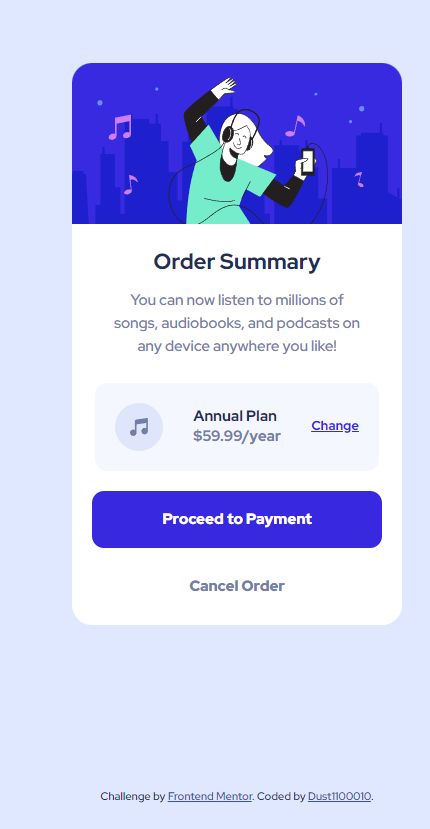 Order Summary
You can now listen to millions of
songs, audiobooks, and podcasts on
any device anywhere you like!
Annual Plan
$59.99/year
Change
Proceed to Payment
Cancel Order
Challenge by Frontend Mentor. Coded by Dust1100010.